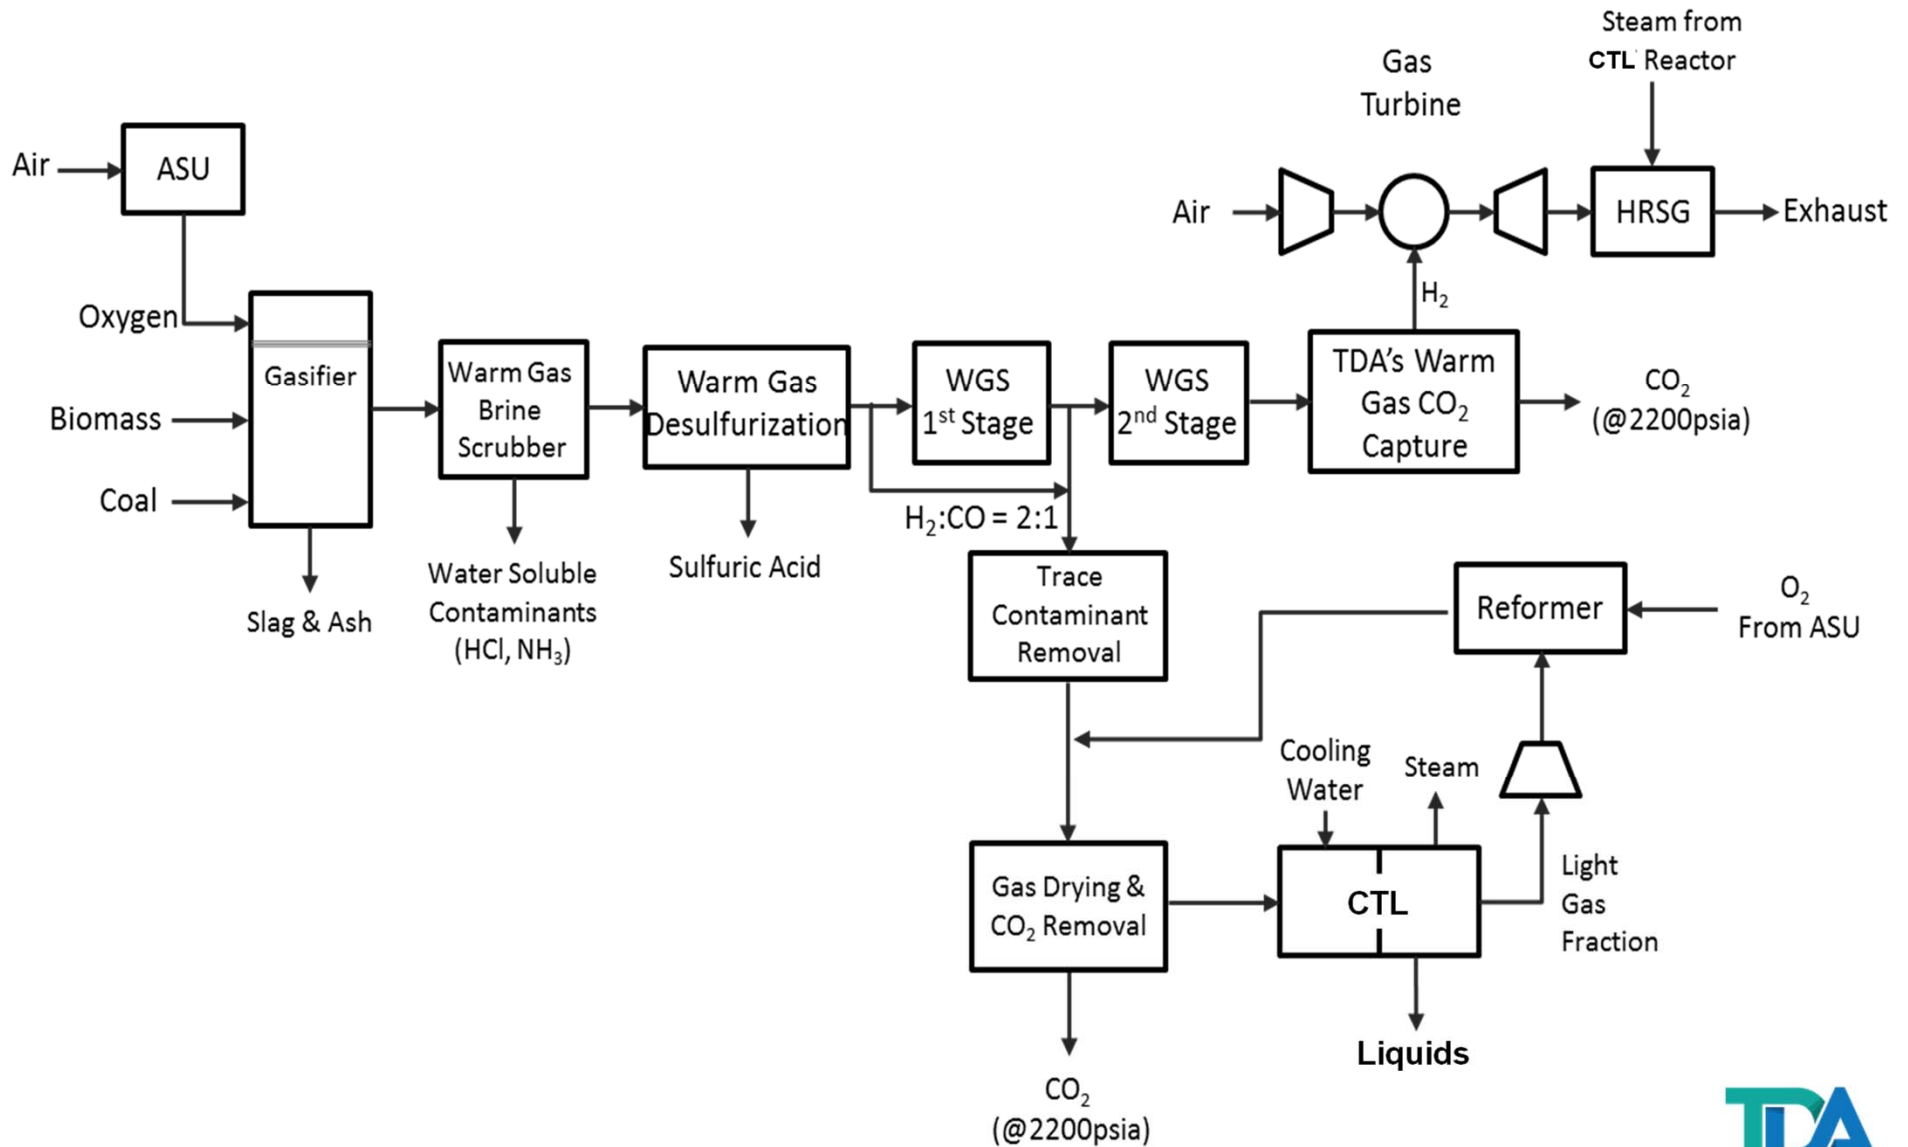 Steam from
CTL Reactor
Gas
Turbine
Air
ASU
Air
HRSG
Exhaust
H₂
Oxygen
Gasifier
Biomass
Coal
Warm Gas
Brine
Scrubber
Warm Gas
Desulfurization
WGS
1st Stage
WGS
2nd Stage
TDA's Warm
Gas CO₂
Capture
CO₂
(@2200psia)
H₂:CO = 2:1
Slag & Ash
Water Soluble
Contaminants
(HCl, NH₃)
Sulfuric Acid
Trace
Contaminant
Removal
Reformer
O₂
From ASU
Cooling
Water
Steam
Gas Drying &
CO₂ Removal
CTL
Light
Gas
Fraction
Liquids
CO₂
(@2200psia)
TDA